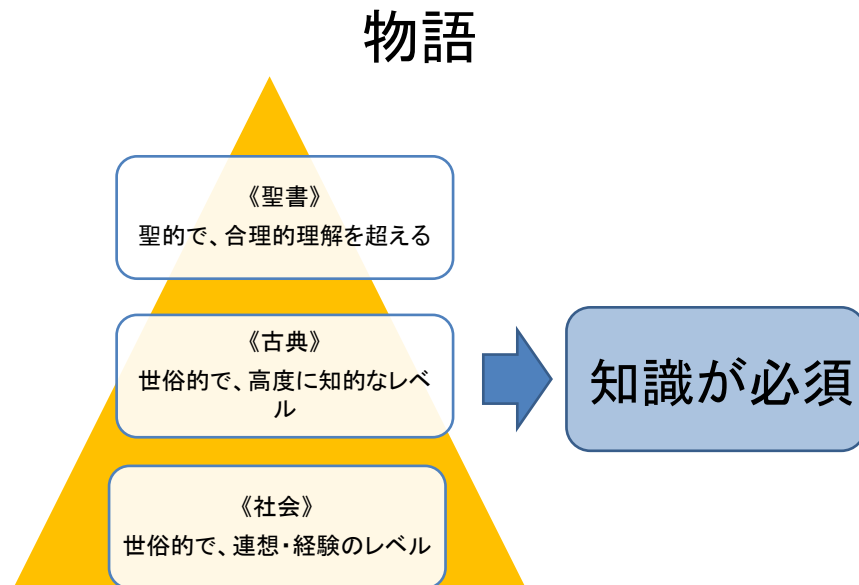 物語
《聖書》
聖的で、合理的理解を超える
《古典》
世俗的で、高度に知的なレベ
ル
知識が必須
《社会》
世俗的で、連想・経験のレベル